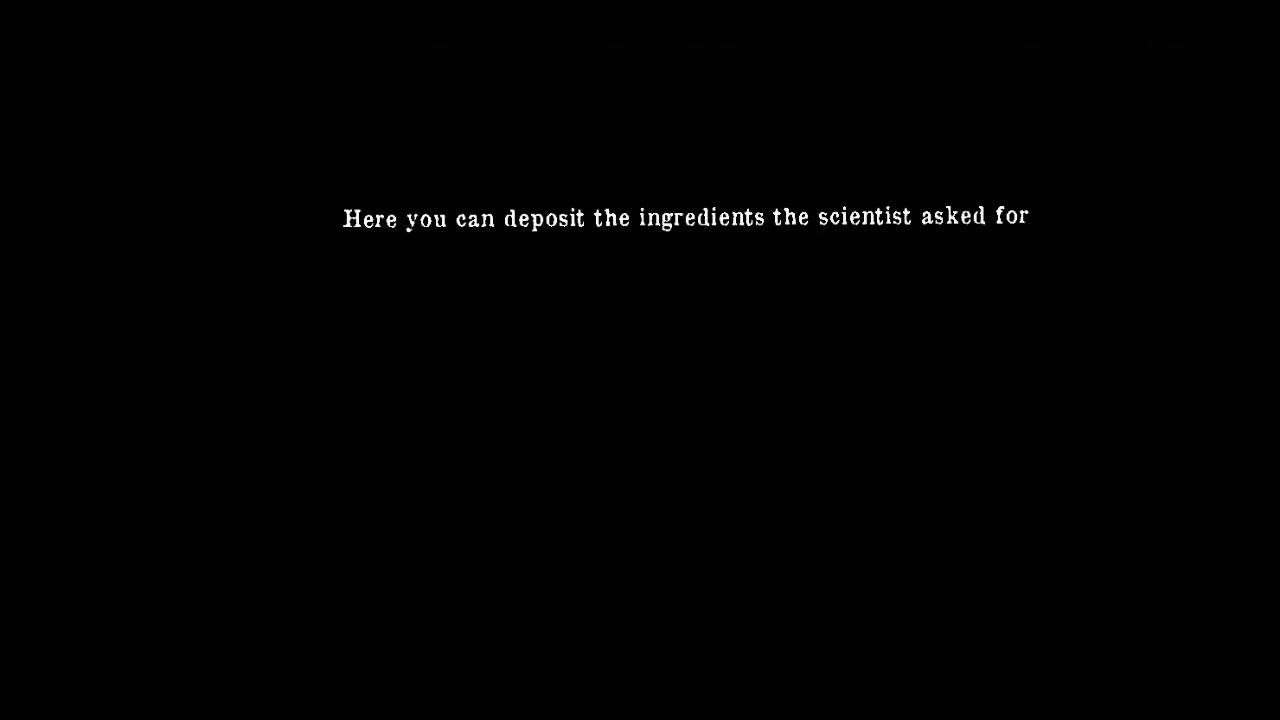 Here you can deposit the ingredients the scientist asked for